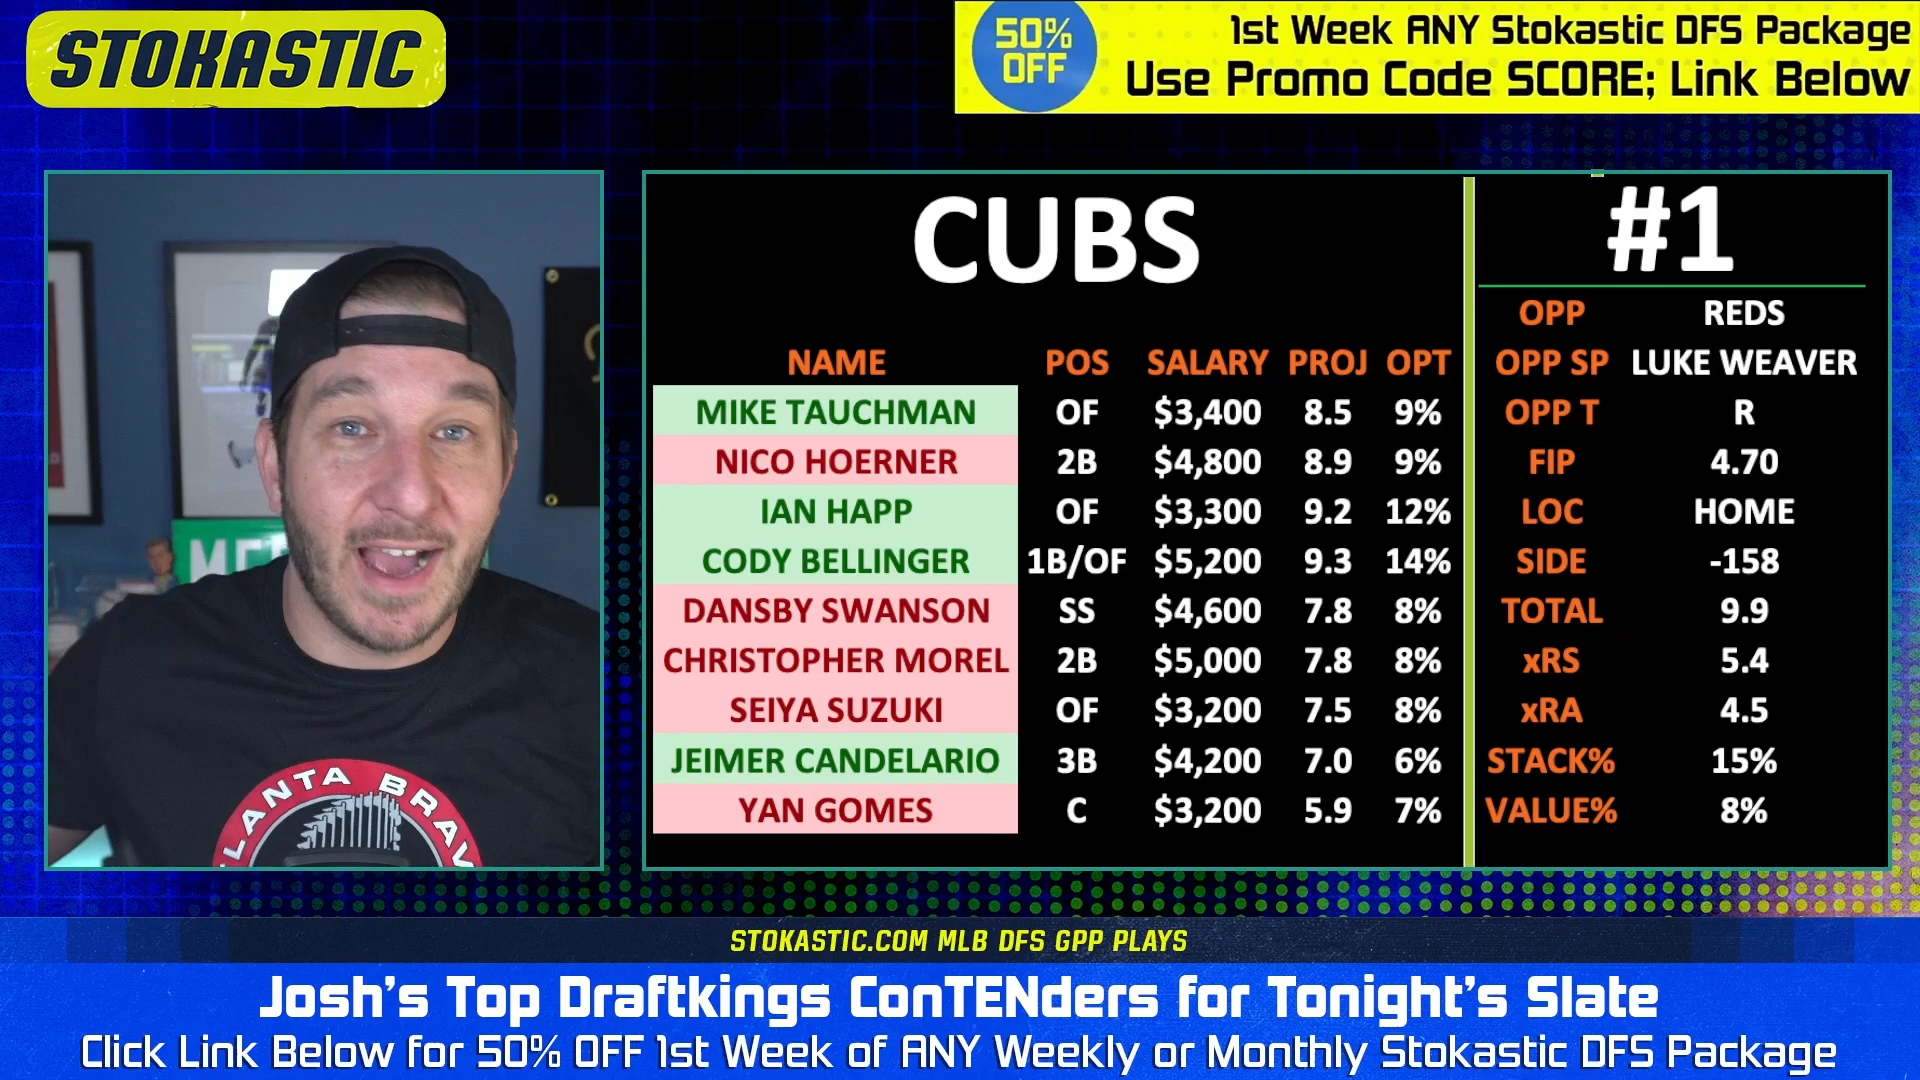 STOKASTIC
50% OFF
1st Week ANY Stokastic DFS Package
Use Promo Code SCORE; Link Below
CUBS
NAME POS SALARY PROJ OPT
MIKE TAUCHMAN OF $3,400 8.5 9%
NICO HOERNER 2B $4,800 8.9 9%
IAN HAPP OF $3,300 9.2 12%
CODY BELLINGER 1B/OF $5,200 9.3 14%
DANSBY SWANSON SS $4,600 7.8 8%
CHRISTOPHER MOREL 2B $5,000 7.8 8%
SEIYA SUZUKI OF $3,200 7.5 8%
JEIMER CANDELARIO 3B $4,200 7.0 6%
YAN GOMES C $3,200 5.9 7%
#1
OPP REDS
OPP SP LUKE WEAVER
OPP T R
FIP 4.70
LOC HOME
SIDE -158
TOTAL 9.9
xRS 5.4
xRA 4.5
STACK% 15%
VALUE% 8%
STOKASTIC.COM MLB DFS GPP PLAYS
Josh's Top Draftkings ConTENders for Tonight's Slate
Click Link Below for 50% OFF 1st Week of ANY Weekly or Monthly Stokastic DFS Package